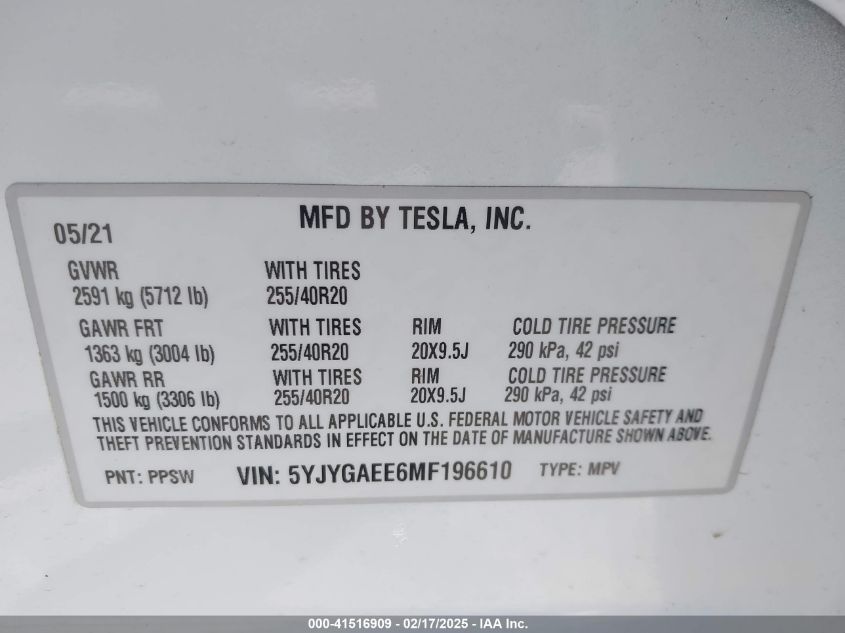 MFD BY TESLA, INC.
05/21
GVWR WITH TIRES
2591 kg (5712 lb) 255/40R20
GAWR FRT WITH TIRES RIM COLD TIRE PRESSURE
1363 kg (3004 lb) 255/40R20 20X9.5J 290 kPa, 42 psi
GAWR RR WITH TIRES RIM COLD TIRE PRESSURE
1500 kg (3306 lb) 255/40R20 20X9.5J 290 kPa, 42 psi
THIS VEHICLE CONFORMS TO ALL APPLICABLE U.S. FEDERAL MOTOR VEHICLE SAFETY AND
THEFT PREVENTION STANDARDS IN EFFECT ON THE DATE OF MANUFACTURE SHOWN ABOVE.
PNT: PPSW VIN: 5YJYGAEE6MF196610 TYPE: MPV
000-41516909 - 02/17/2025 - IAA Inc.